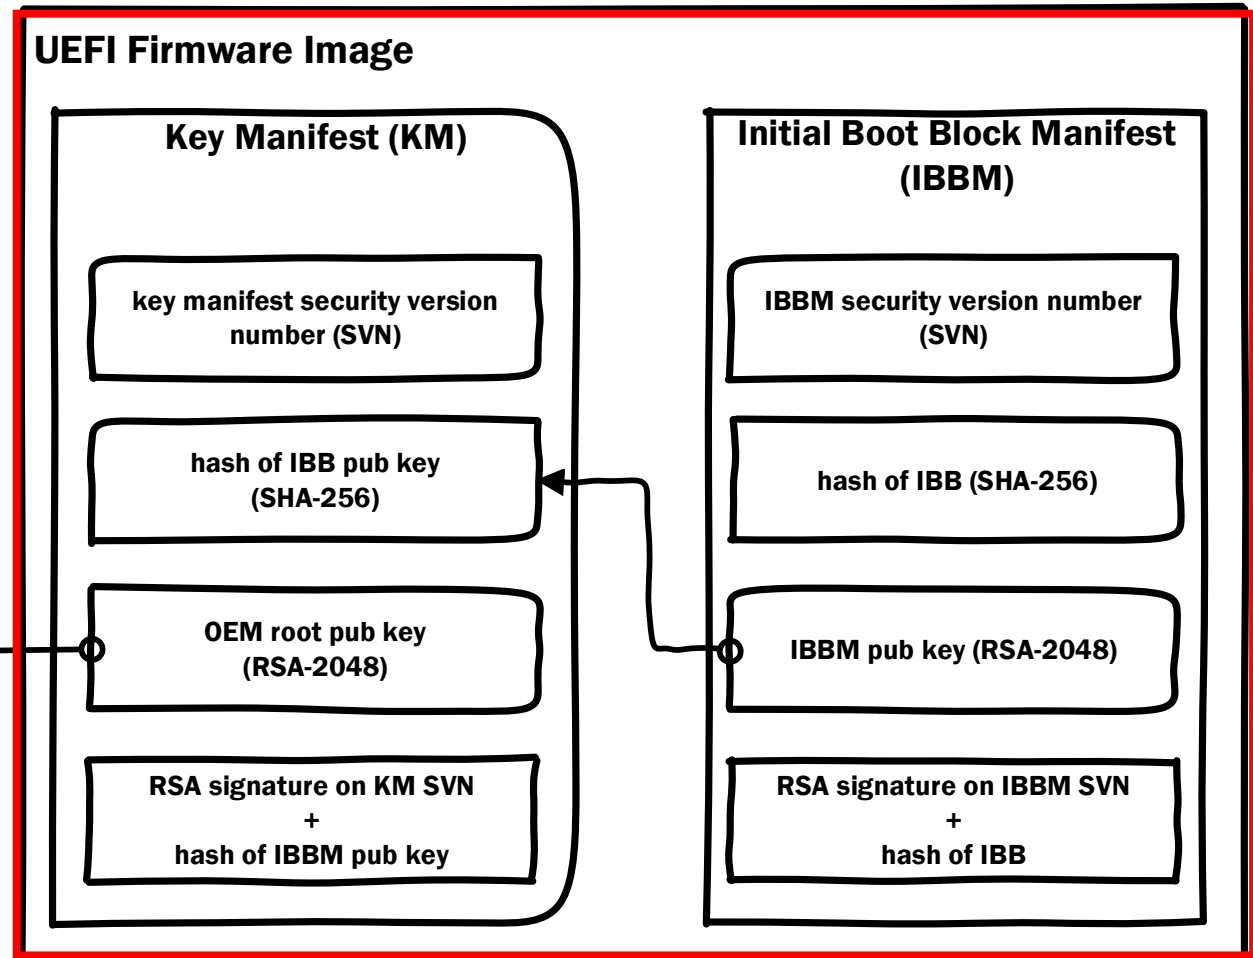 UEFI Firmware Image
Key Manifest (KM)
key manifest security version
number (SVN)
hash of IBB pub key
(SHA-256)
OEM root pub key
(RSA-2048)
RSA signature on KM SVN
+
hash of IBBM pub key
Initial Boot Block Manifest
(IBBM)
IBBM security version number
(SVN)
hash of IBB (SHA-256)
IBBM pub key (RSA-2048)
RSA signature on IBBM SVN
+
hash of IBB